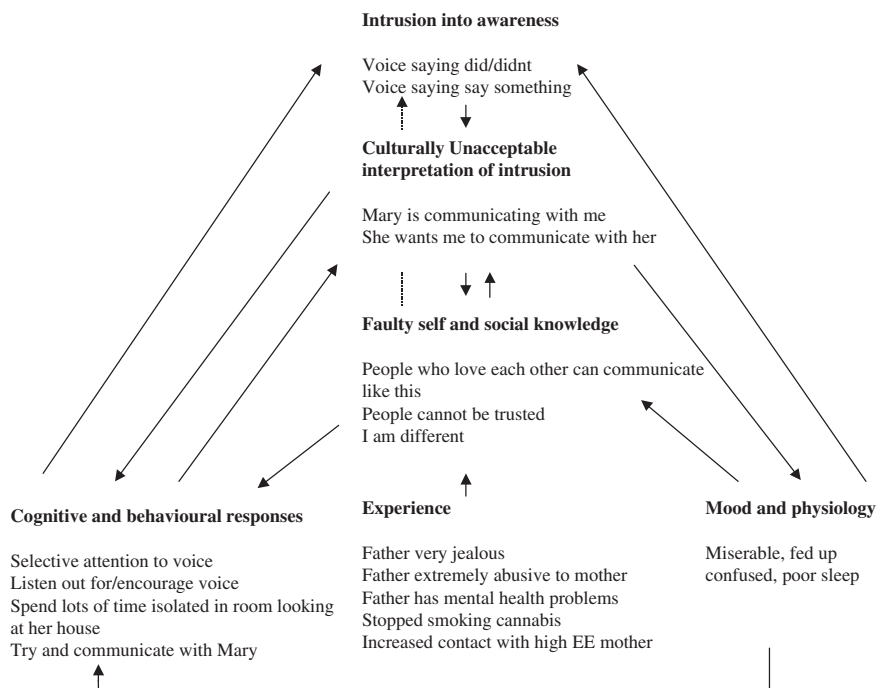 Intrusion into awareness
Voice saying did/didnt
Voice saying say something
Culturally Unacceptable
interpretation of intrusion
Mary is communicating with me
She wants me to communicate with her
Faulty self and social knowledge
People who love each other can communicate
like this
People cannot be trusted
I am different
Cognitive and behavioural responses
Selective attention to voice
Listen out for/encourage voice
Spend lots of time isolated in room looking
at her house
Try and communicate with Mary
Experience
Father very jealous
Father extremely abusive to mother
Father has mental health problems
Stopped smoking cannabis
Increased contact with high EE mother
Mood and physiology
Miserable, fed up
confused, poor sleep